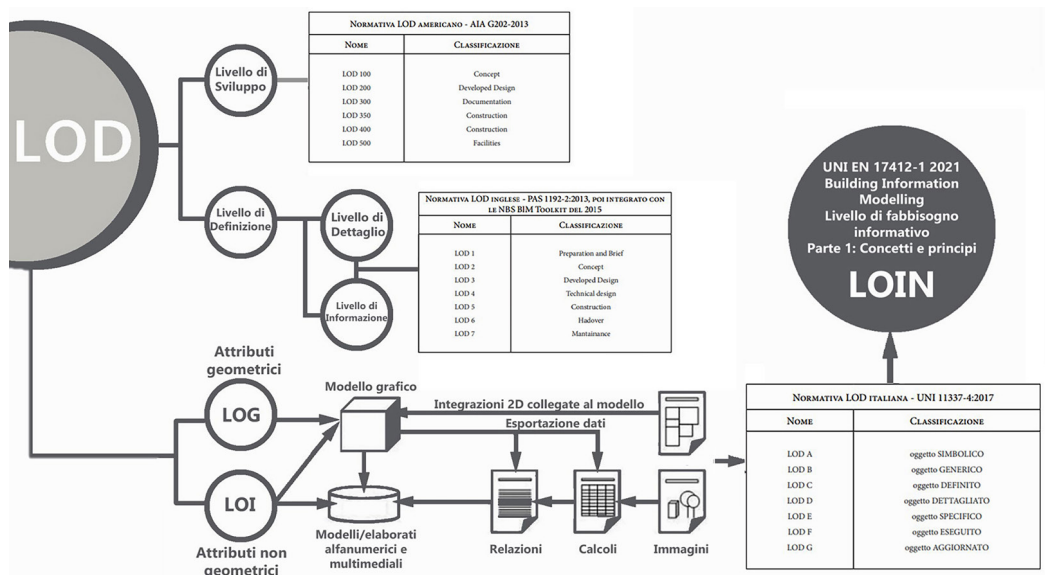 LOD
Livello di
Sviluppo
NORMATIVA LOD AMERICANO - AIA G202-2013
NOME CLASSIFICAZIONE
LOD 100 Concept
LOD 200 Developed Design
LOD 300 Documentation
LOD 350 Construction
LOD 400 Construction
LOD 500 Facilities
Livello di
Definizione
Livello di
Dettaglio
Livello di
Informazione
NORMATIVA LOD INGLESE - PAS 1192-2:2013, POI INTEGRATO CON
LE NBS BIM TOOLKIT DEL 2015
NOME CLASSIFICAZIONE
LOD 1 Preparation and Brief
LOD 2 Concept
LOD 3 Developed Design
LOD 4 Technical design
LOD 5 Construction
LOD 6 Hadover
LOD 7 Mantainance
UNI EN 17412-1 2021
Building Information
Modelling
Livello di fabbisogno
informativo
Parte 1: Concetti e principi
LOIN
Attributi
geometrici
LOG
LOI
Attributi non
geometrici
Modello grafico
Integrazioni 2D collegate al modello
Esportazione dati
Modelli/elaborati
alfanumerici e
multimediali
Relazioni
Calcoli
Immagini
NORMATIVA LOD ITALIANA - UNI 11337-4:2017
NOME CLASSIFICAZIONE
LOD A oggetto SIMBOLICO
LOD B oggetto GENERICO
LOD C oggetto DEFINITO
LOD D oggetto DETTAGLIATO
LOD E oggetto SPECIFICO
LOD F oggetto ESEGUITO
LOD G oggetto AGGIORNATO